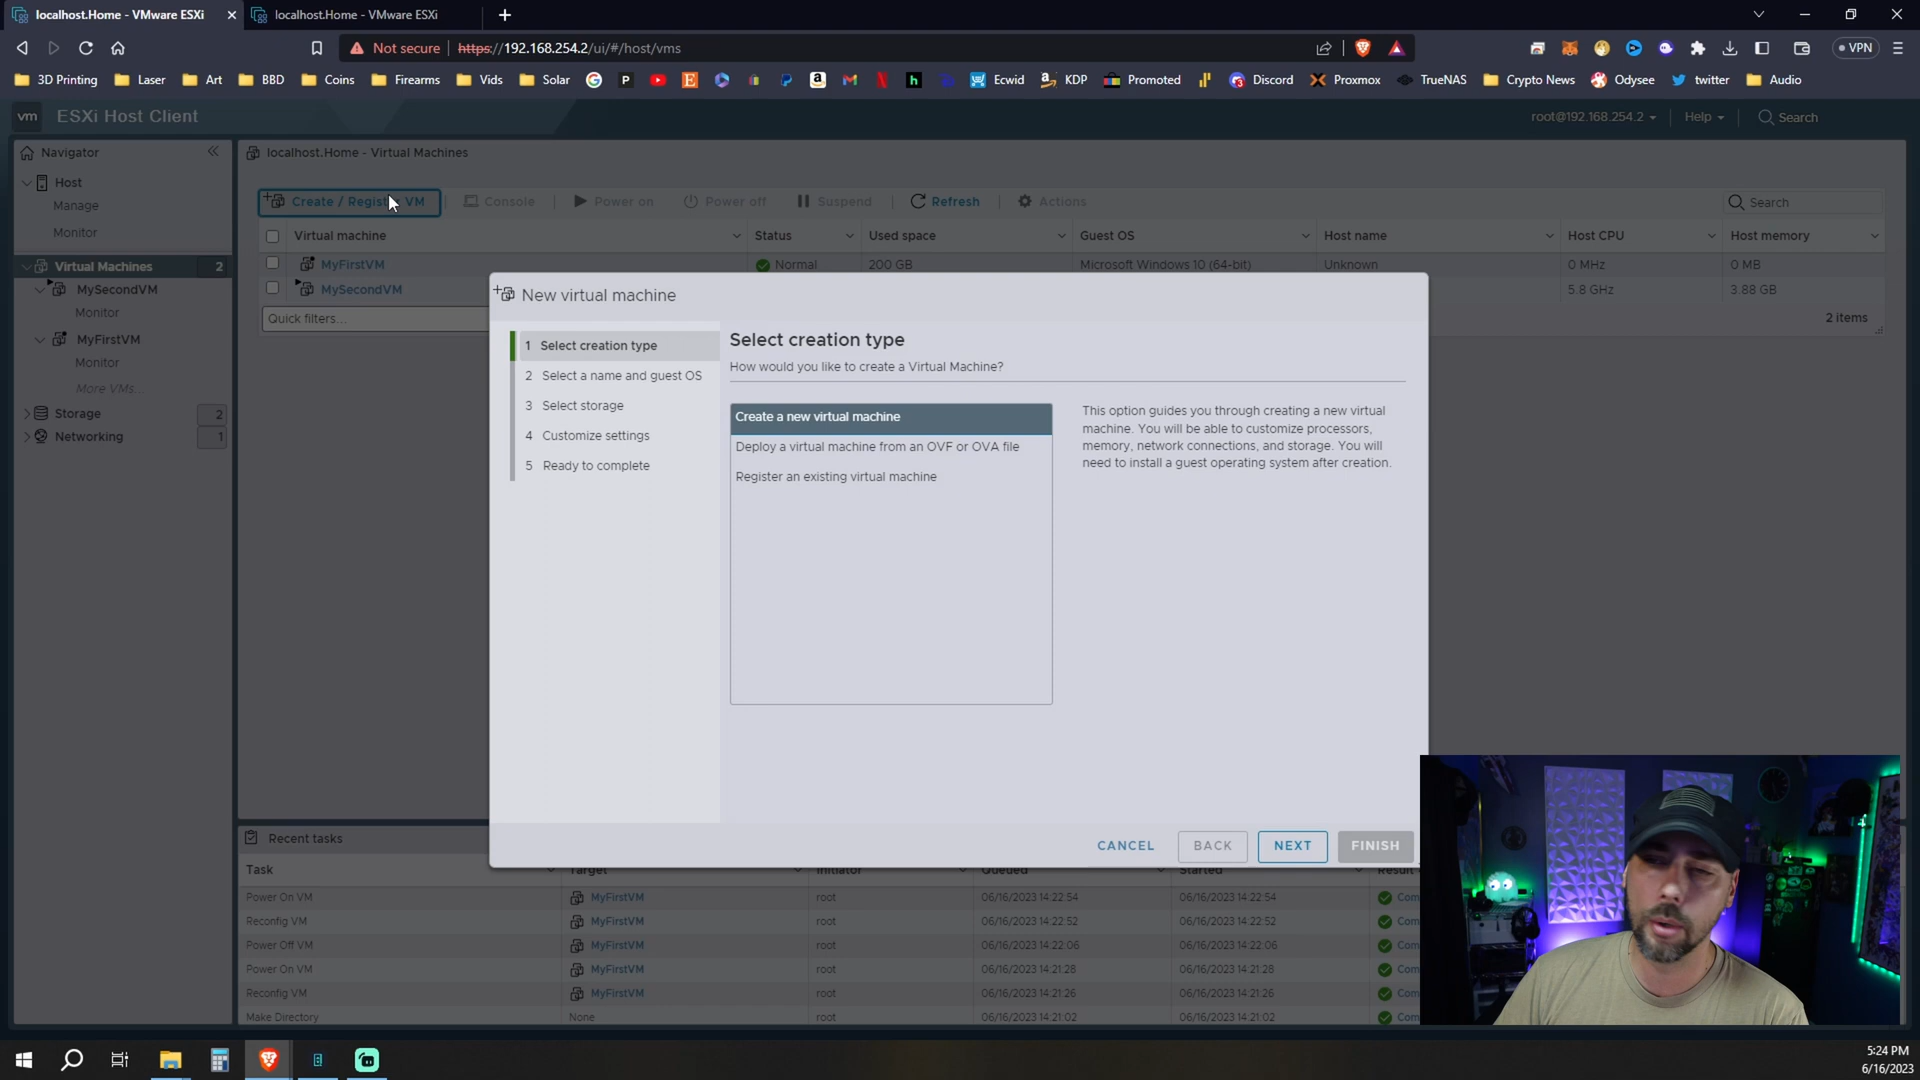 localhost.Home - VMware ESXi
localhost.Home - VMware ESXi
Not secure
https://192.168.254.2/ui/#/host/vms
VPN
3D Printing
Laser
Art
BBD
Coins
Firearms
Vids
Solar
Ecwid
KDP
Promoted
Discord
Proxmox
TrueNAS
Crypto News
Odysee
twitter
Audio
vm ESXi Host Client
root@192.168.254.2
Help
Search
Navigator
Host
Manage
Monitor
Virtual Machines 2
MySecondVM
Monitor
MyFirstVM
Monitor
More VMs...
Storage 2
Networking 1
localhost.Home - Virtual Machines
Create / Register VM
Console
Power on
Power off
Suspend
Refresh
Actions
Search
Virtual machine Status Used space Guest OS Host name Host CPU Host memory
MyFirstVM Normal 200 GB Microsoft Windows 10 (64-bit) Unknown 0 MHz 0 MB
MySecondVM 5.8 GHz 3.88 GB
Quick filters...
2 items
New virtual machine
1 Select creation type
2 Select a name and guest OS
3 Select storage
4 Customize settings
5 Ready to complete
Select creation type
How would you like to create a Virtual Machine?
Create a new virtual machine
Deploy a virtual machine from an OVF or OVA file
Register an existing virtual machine
This option guides you through creating a new virtual
machine. You will be able to customize processors,
memory, network connections, and storage. You will
need to install a guest operating system after creation.
CANCEL
BACK
NEXT
FINISH
Recent tasks
Task Target Initiator Queued Started Result
Power On VM MyFirstVM root 06/16/2023 14:22:54 06/16/2023 14:22:54 Com
Reconfig VM MyFirstVM root 06/16/2023 14:22:52 06/16/2023 14:22:52 Com
Power Off VM MyFirstVM root 06/16/2023 14:22:06 06/16/2023 14:22:06 Com
Power On VM MyFirstVM root 06/16/2023 14:21:28 06/16/2023 14:21:28 Com
Reconfig VM MyFirstVM root 06/16/2023 14:21:26 06/16/2023 14:21:26 Com
Make Directory None root 06/16/2023 14:21:02 06/16/2023 14:21:02 Com
5:24 PM
6/16/2023